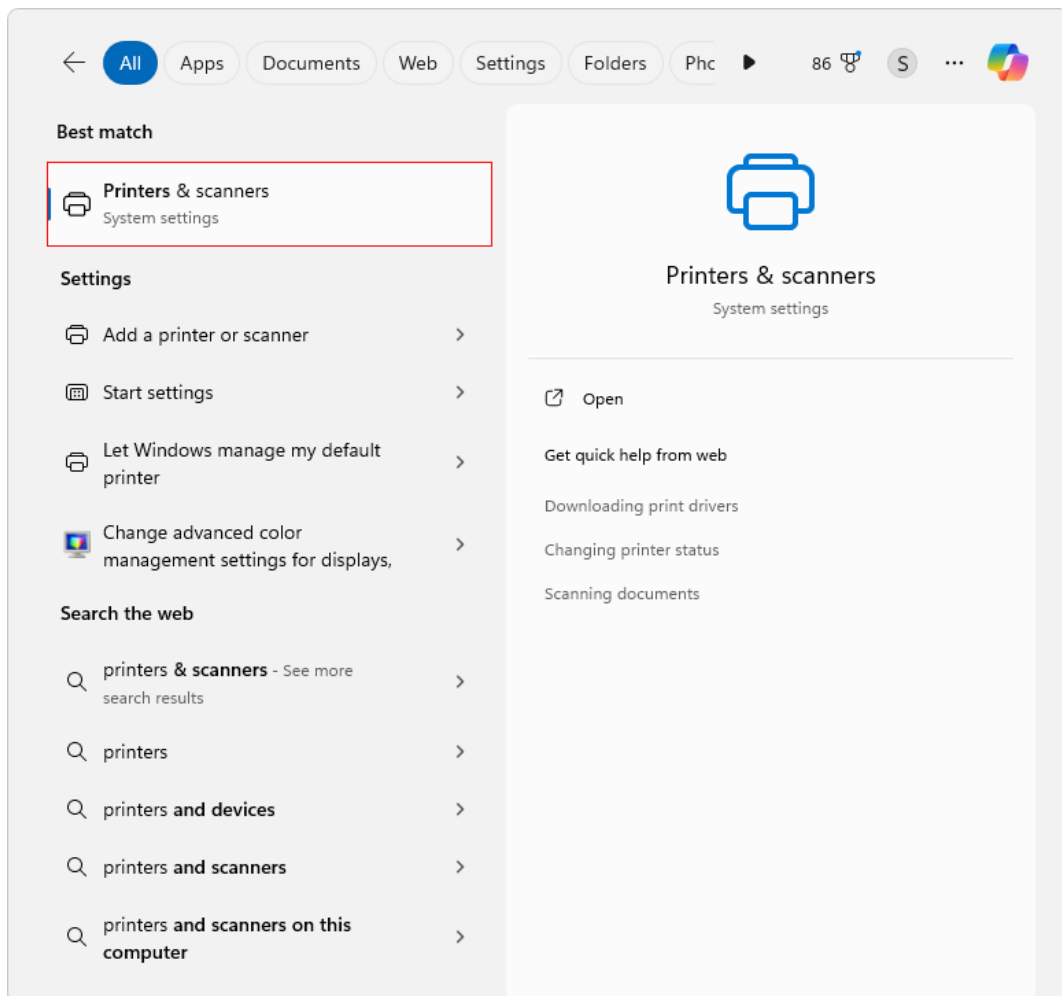 All
Apps
Documents
Web
Settings
Folders
86
S
Best match
Printers & scanners
System settings
Settings
Add a printer or scanner
Start settings
Let Windows manage my default
printer
Change advanced color
management settings for displays,
Search the web
printers & scanners - See more
search results
printers
printers and devices
printers and scanners
printers and scanners on this
computer
Printers & scanners
System settings
Open
Get quick help from web
Downloading print drivers
Changing printer status
Scanning documents